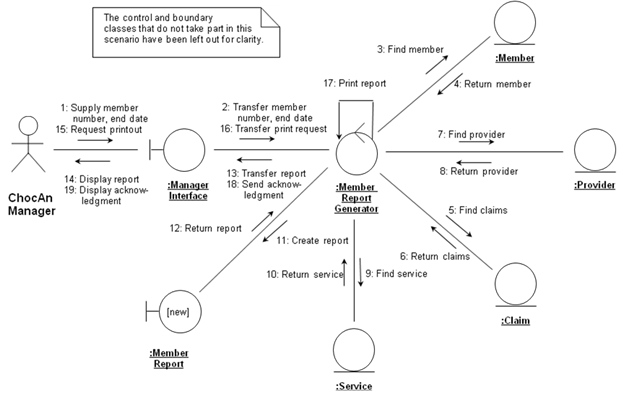 The control and boundary
classes that do not take part in this
scenario have been left out for clarity.
:Member
3: Find member
4: Return member
17: Print report
1: Supply member
number, end date
15: Request printout
2: Transfer member
number, end date
16: Transfer print request
7: Find provider
8: Return provider
:Provider
ChocAn
Manager
14: Display report
19: Display acknow-
ledgment
:Manager
Interface
13: Transfer report
18: Send acknow-
ledgment
:Member
Report
Generator
12: Return report
11: Create report
5: Find claims
6: Return claims
10: Return service
9: Find service
[new]
:Member
Report
:Claim
:Service